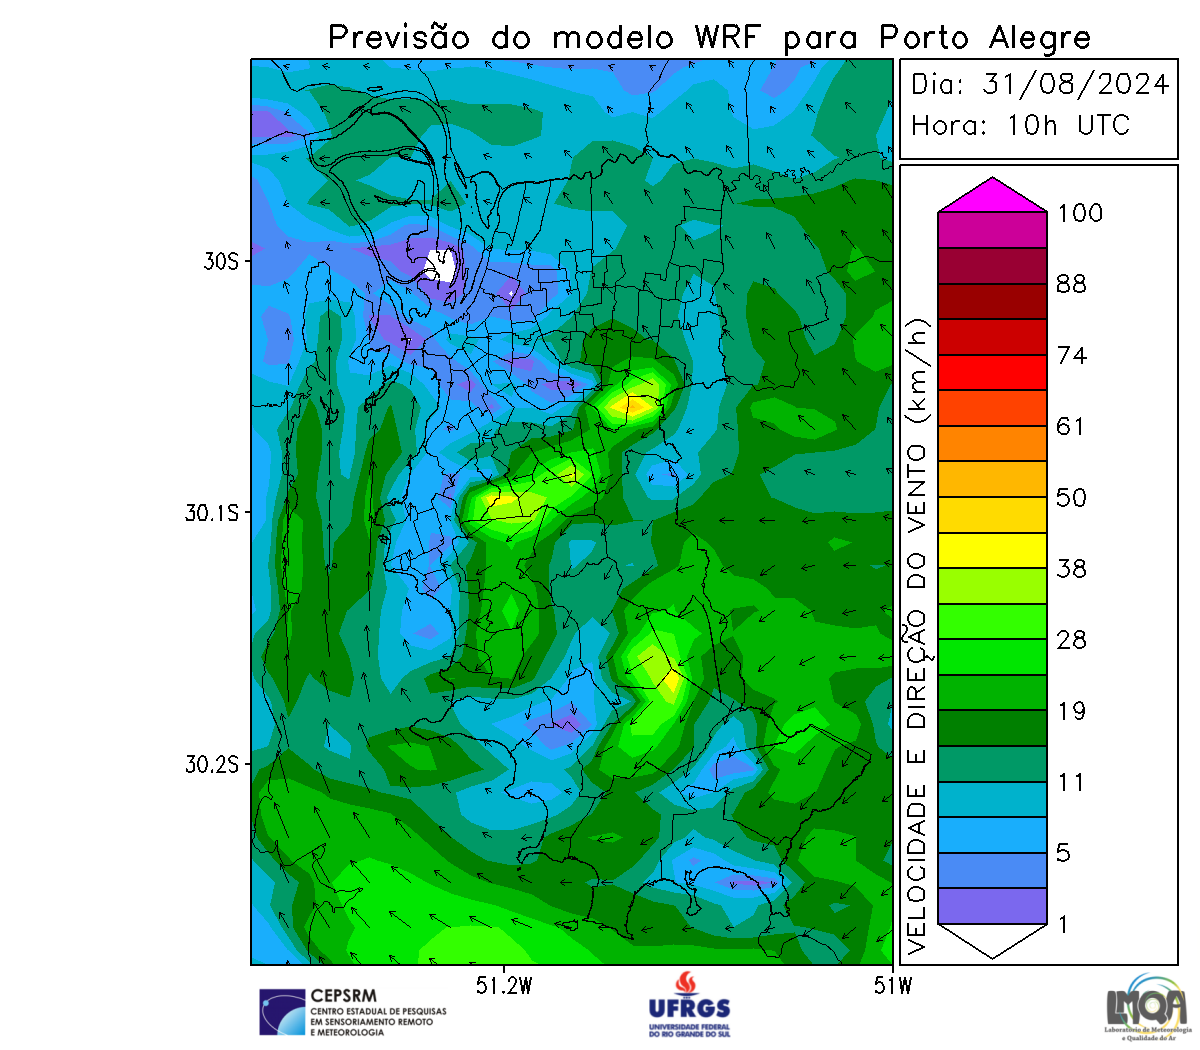 Previsão do modelo WRF para Porto Alegre
Dia: 31/08/2024
Hora: 10h UTC
30S
30.1S
30.2S
51.2W
51W
VELOCIDADE E DIREÇÃO DO VENTO (km/h)
100
88
74
61
50
38
28
19
11
5
1
CEPSRM
CENTRO ESTADUAL DE PESQUISAS
EM SENSORIAMENTO REMOTO
E METEOROLOGIA
UFRGS
UNIVERSIDADE FEDERAL
DO RIO GRANDE DO SUL
LMQA
Laboratório de Meteorologia
e Qualidade do Ar